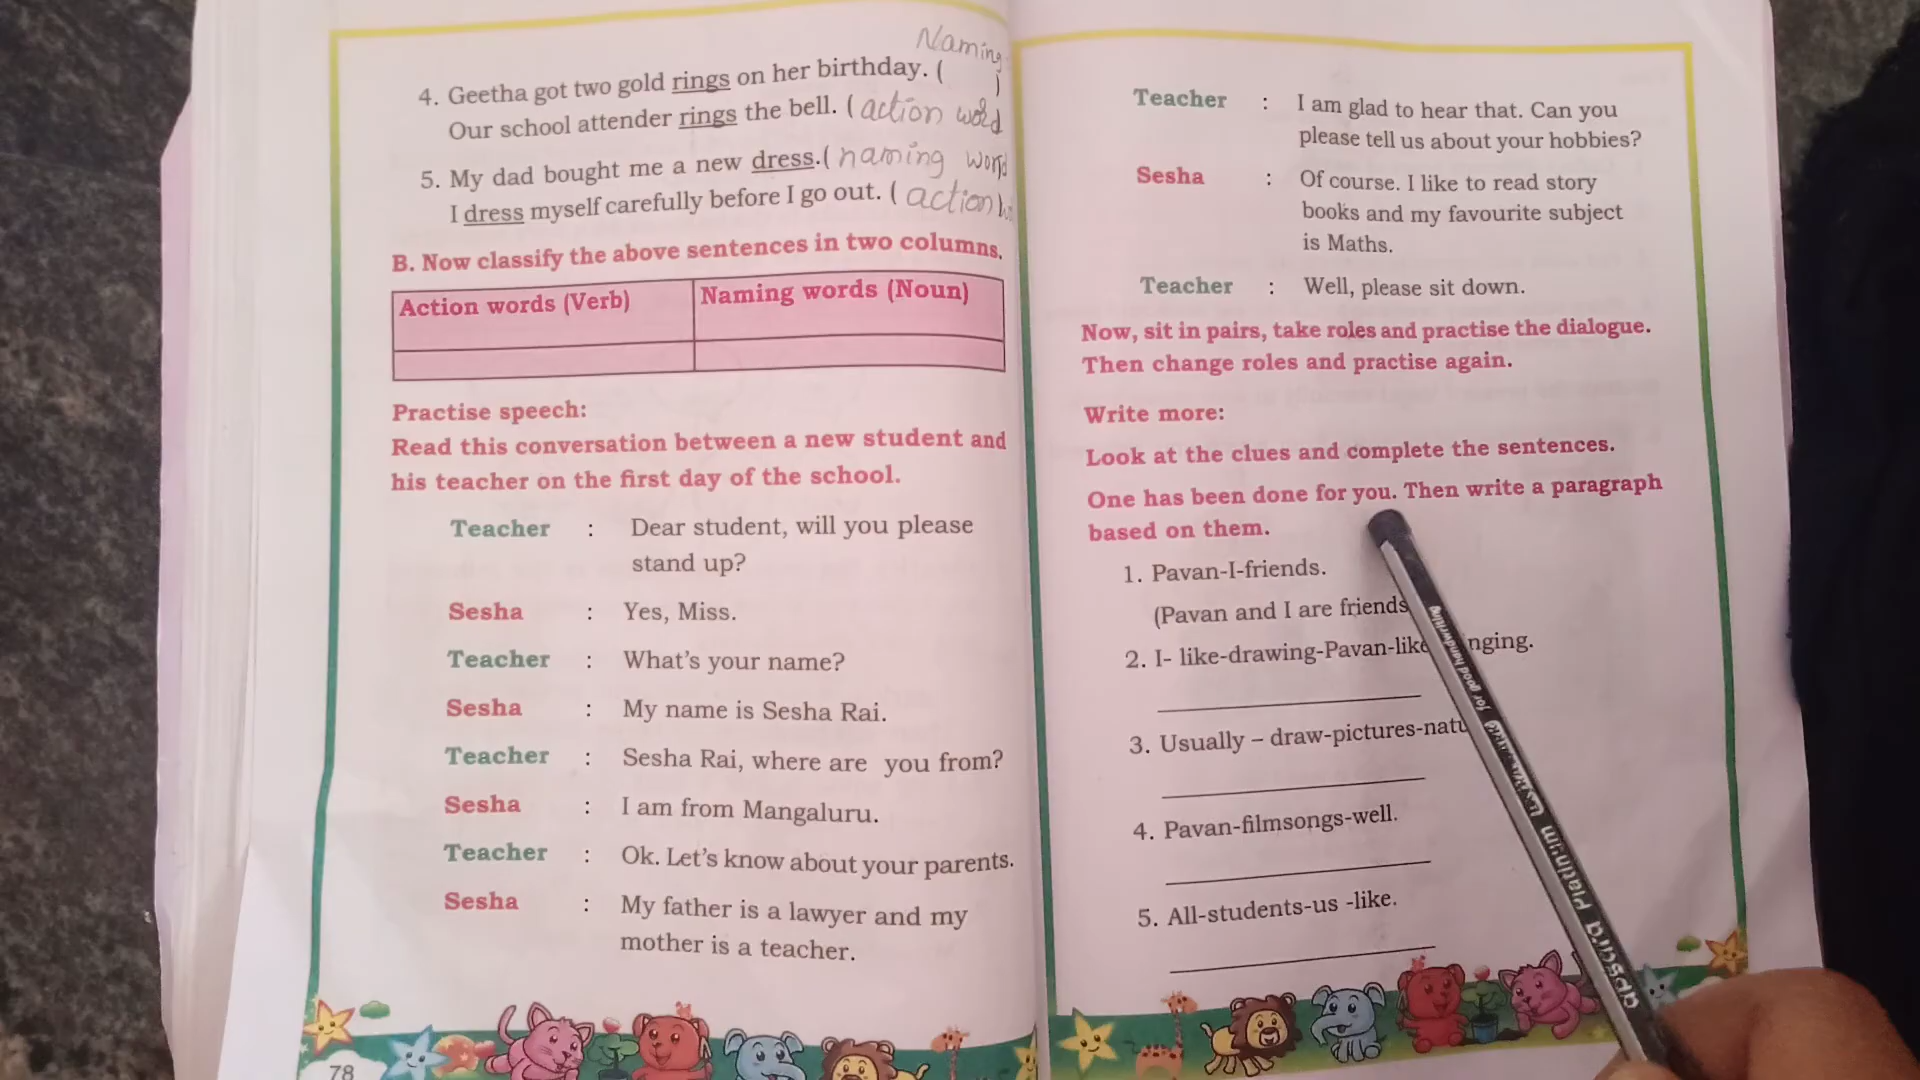 Naming
4. Geetha got two gold rings on her birthday. ( )
Our school attender rings the bell. ( action word
5. My dad bought me a new dress.( naming word
I dress myself carefully before I go out. ( action
B. Now classify the above sentences in two columns.
Action words (Verb) Naming words (Noun)
Practise speech:
Read this conversation between a new student and
his teacher on the first day of the school.
Teacher : Dear student, will you please
stand up?
Sesha : Yes, Miss.
Teacher : What's your name?
Sesha : My name is Sesha Rai.
Teacher : Sesha Rai, where are you from?
Sesha : I am from Mangaluru.
Teacher : Ok. Let's know about your parents.
Sesha : My father is a lawyer and my
mother is a teacher.
78
Teacher : I am glad to hear that. Can you
please tell us about your hobbies?
Sesha : Of course. I like to read story
books and my favourite subject
is Maths.
Teacher : Well, please sit down.
Now, sit in pairs, take roles and practise the dialogue.
Then change roles and practise again.
Write more:
Look at the clues and complete the sentences.
One has been done for you. Then write a paragraph
based on them.
1. Pavan-I-friends.
(Pavan and I are friends
2. I- like-drawing-Pavan-like nging.
3. Usually – draw-pictures-natu
4. Pavan-filmsongs-well.
5. All-students-us -like.
apsara Platinum
for good handwriting